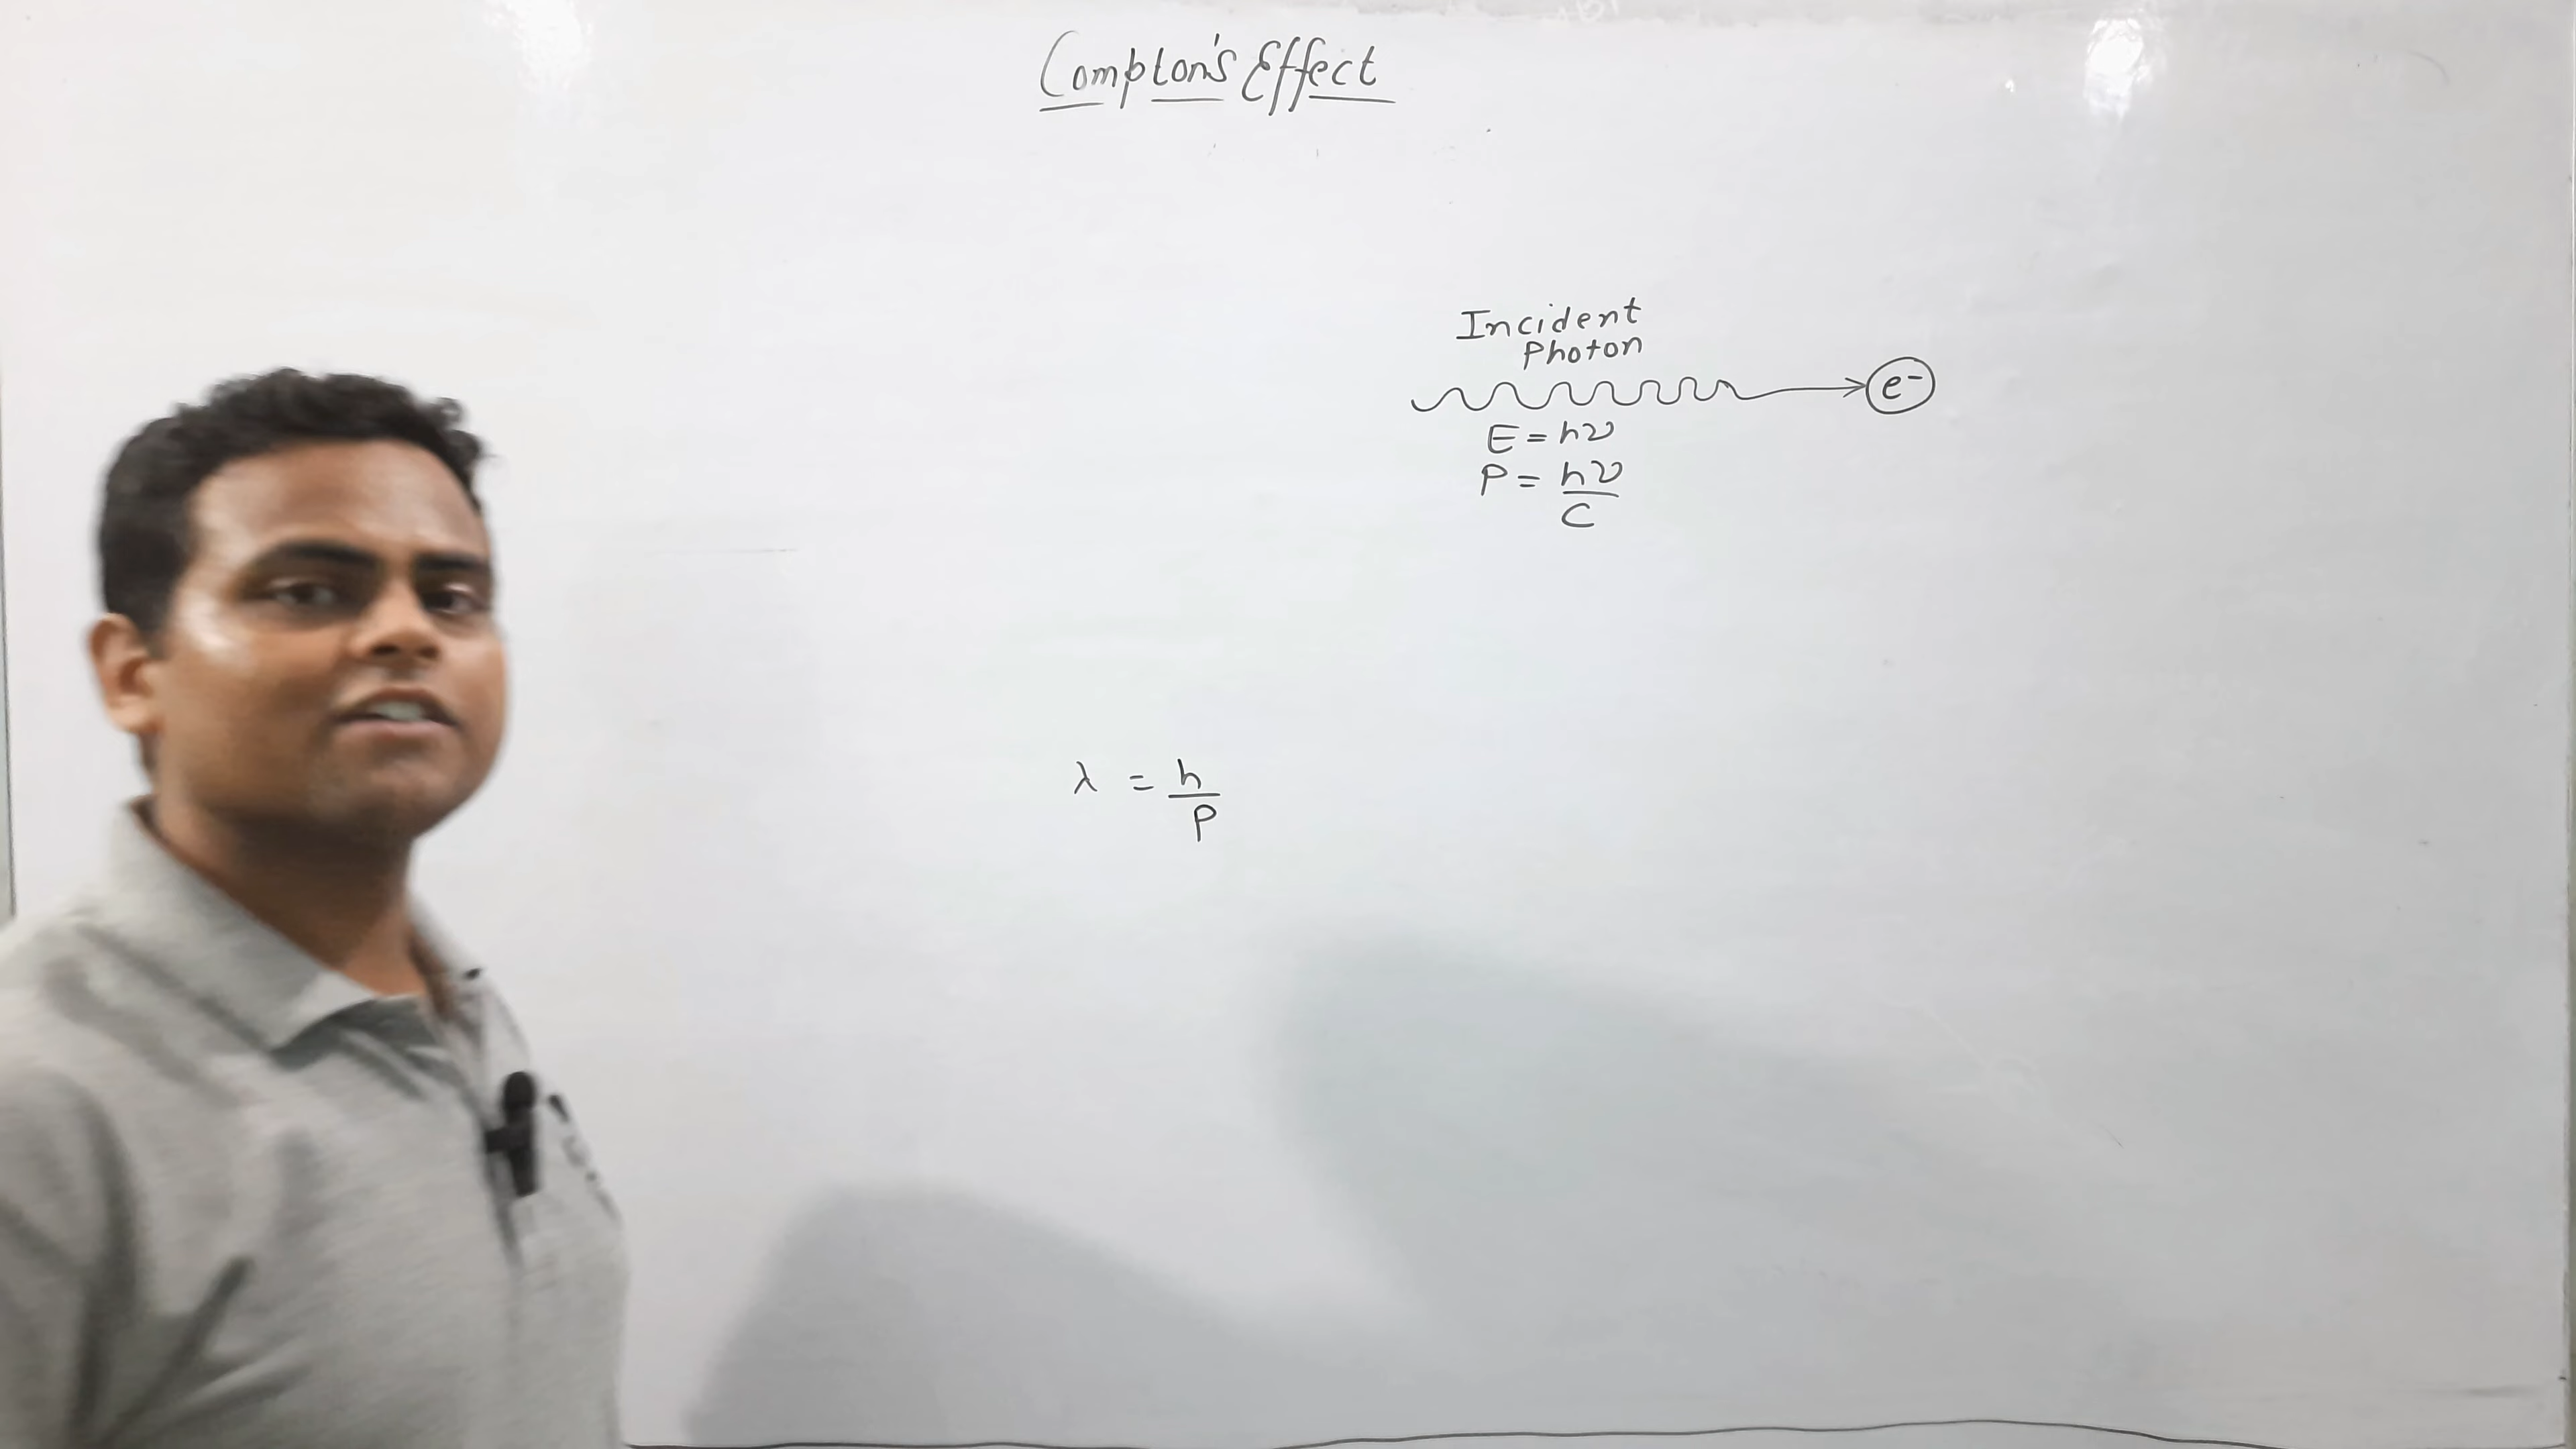 Compton's Effect
Incident
Photon
e⁻
E = hν
P = hν/C
λ = h/P